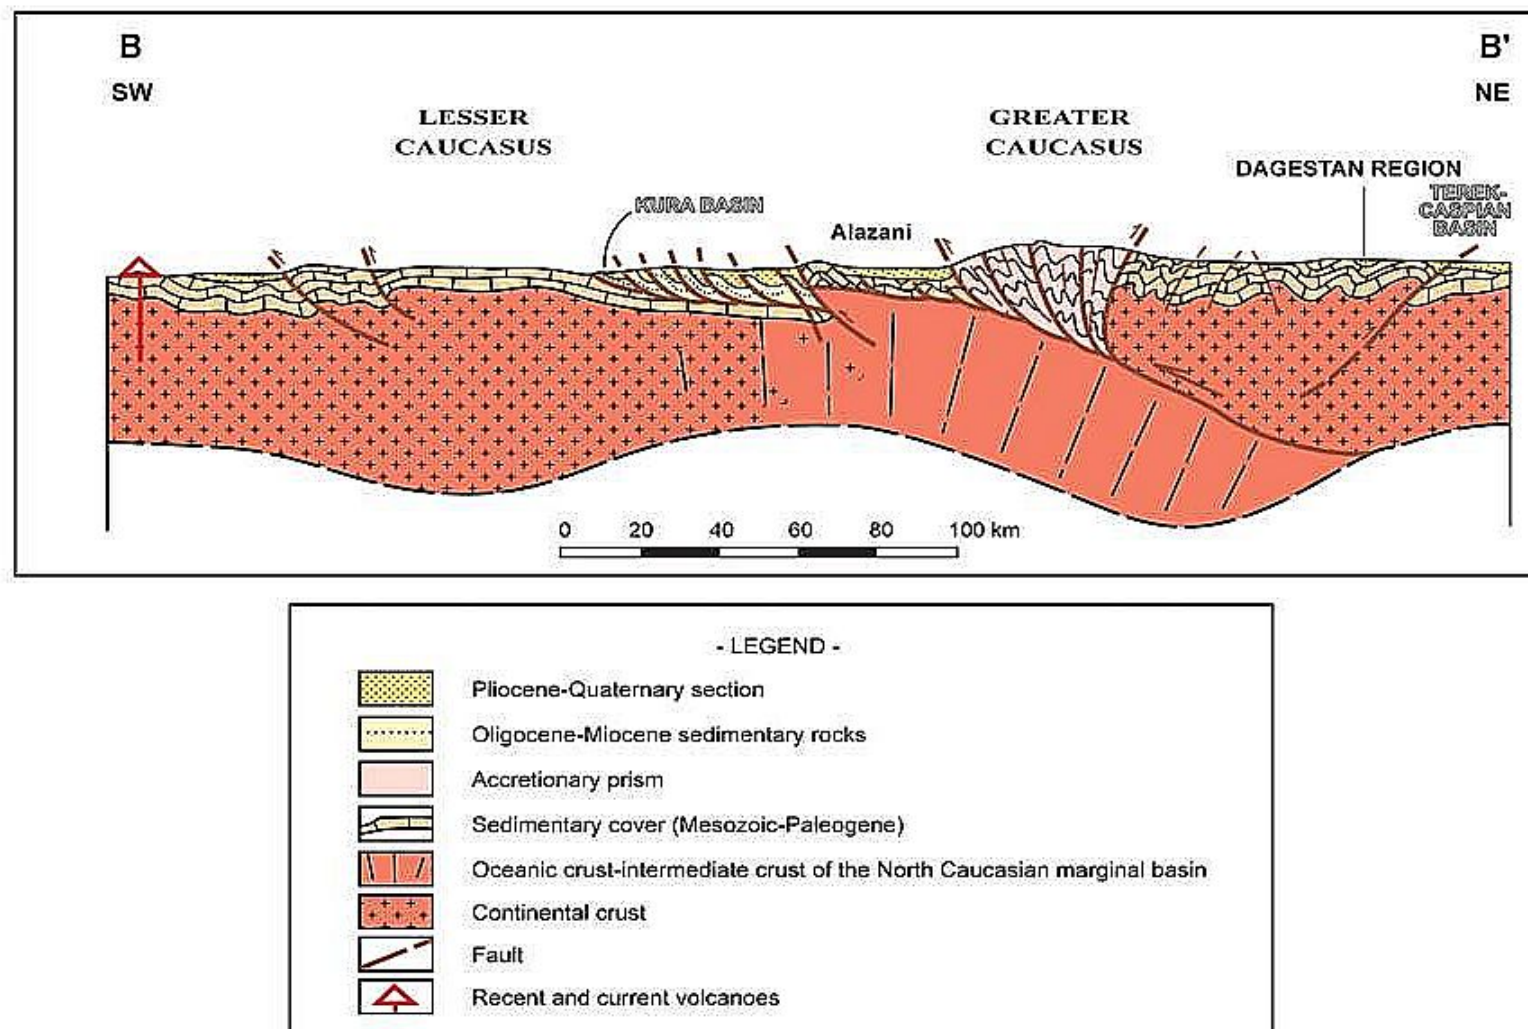 B
B'
SW
NE
LESSER
CAUCASUS
GREATER
CAUCASUS
DAGESTAN REGION
TEREK-
CASPIAN
BASIN
KURA BASIN
Alazani
0 20 40 60 80 100 km
- LEGEND -
Pliocene-Quaternary section
Oligocene-Miocene sedimentary rocks
Accretionary prism
Sedimentary cover (Mesozoic-Paleogene)
Oceanic crust-intermediate crust of the North Caucasian marginal basin
Continental crust
Fault
Recent and current volcanoes